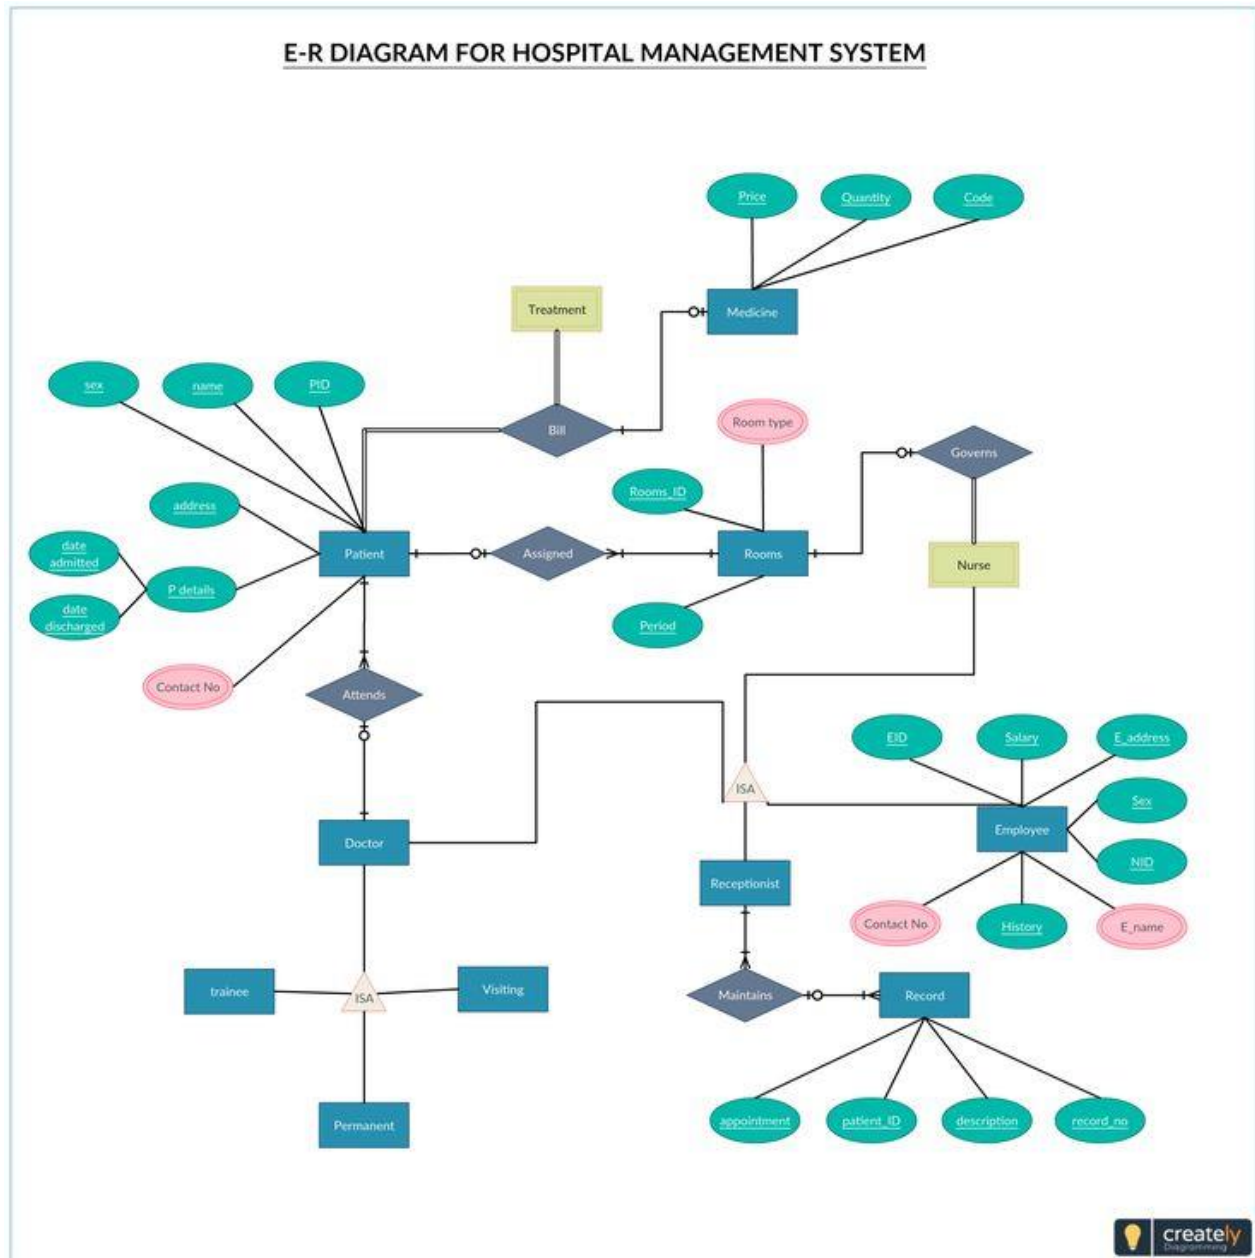 E-R DIAGRAM FOR HOSPITAL MANAGEMENT SYSTEM
Price
Quantity
Code
Treatment
Medicine
sex
name
PID
Room type
Bill
Governs
Rooms_ID
address
date
admitted
Patient
Assigned
Rooms
Nurse
P details
date
discharged
Period
Contact No
Attends
EID
Salary
E_address
ISA
Sex
Doctor
Employee
NID
Receptionist
Contact No
History
E_name
trainee
ISA
Visiting
Maintains
Record
Permanent
appointment
patient_ID
description
record_no
creately
Diagramming